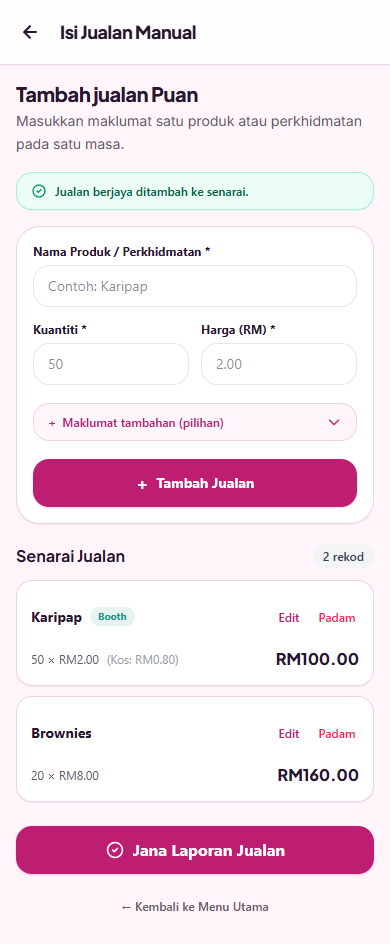 Isi Jualan Manual
Tambah jualan Puan
Masukkan maklumat satu produk atau perkhidmatan
pada satu masa.
Jualan berjaya ditambah ke senarai.
Nama Produk / Perkhidmatan *
Contoh: Karipap
Kuantiti *
Harga (RM) *
50
2.00
+ Maklumat tambahan (pilihan)
+ Tambah Jualan
Senarai Jualan
2 rekod
Karipap
Booth
Edit
Padam
50 × RM2.00 (Kos: RM0.80)
RM100.00
Brownies
Edit
Padam
20 × RM8.00
RM160.00
Jana Laporan Jualan
← Kembali ke Menu Utama